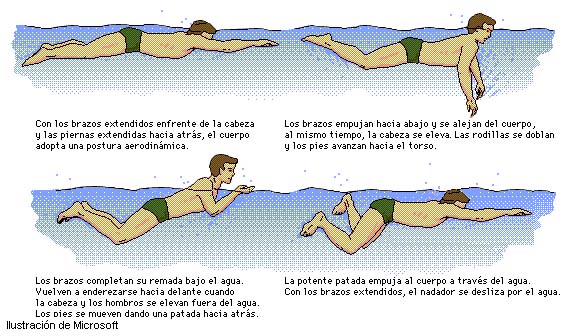 Con los brazos extendidos enfrente de la cabeza
y las piernas extendidas hacia atrás, el cuerpo
adopta una postura aerodinámica.
Los brazos empujan hacia abajo y se alejan del cuerpo,
al mismo tiempo, la cabeza se eleva. Las rodillas se doblan
y los pies avanzan hacia el torso.
Los brazos completan su remada bajo el agua.
Vuelven a enderezarse hacia delante cuando
la cabeza y los hombros se elevan fuera del agua.
Los pies se mueven dando una patada hacia atrás.
La potente patada empuja al cuerpo a través del agua.
Con los brazos extendidos, el nadador se desliza por el agua.
Ilustración de Microsoft